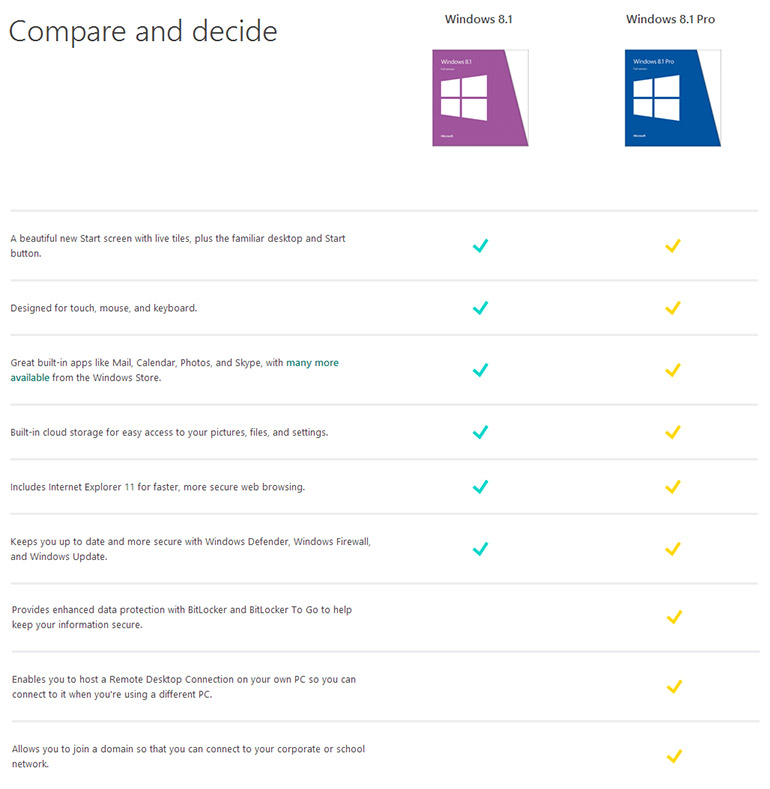 Compare and decide
Windows 8.1
Windows 8.1 Pro
Windows 8.1
Full version
Microsoft
Windows 8.1 Pro
Full version
Microsoft
A beautiful new Start screen with live tiles, plus the familiar desktop and Start
button.
Designed for touch, mouse, and keyboard.
Great built-in apps like Mail, Calendar, Photos, and Skype, with many more
available from the Windows Store.
Built-in cloud storage for easy access to your pictures, files, and settings.
Includes Internet Explorer 11 for faster, more secure web browsing.
Keeps you up to date and more secure with Windows Defender, Windows Firewall,
and Windows Update.
Provides enhanced data protection with BitLocker and BitLocker To Go to help
keep your information secure.
Enables you to host a Remote Desktop Connection on your own PC so you can
connect to it when you're using a different PC.
Allows you to join a domain so that you can connect to your corporate or school
network.